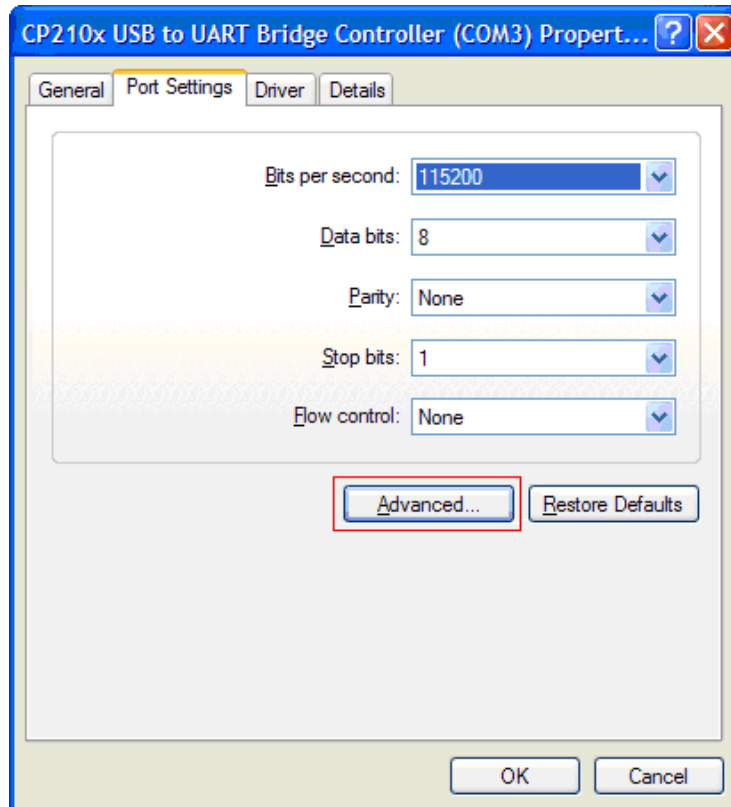 CP210x USB to UART Bridge Controller (COM3) Propert...
General Port Settings Driver Details
Bits per second: 115200
Data bits: 8
Parity: None
Stop bits: 1
Flow control: None
Advanced... Restore Defaults
OK Cancel